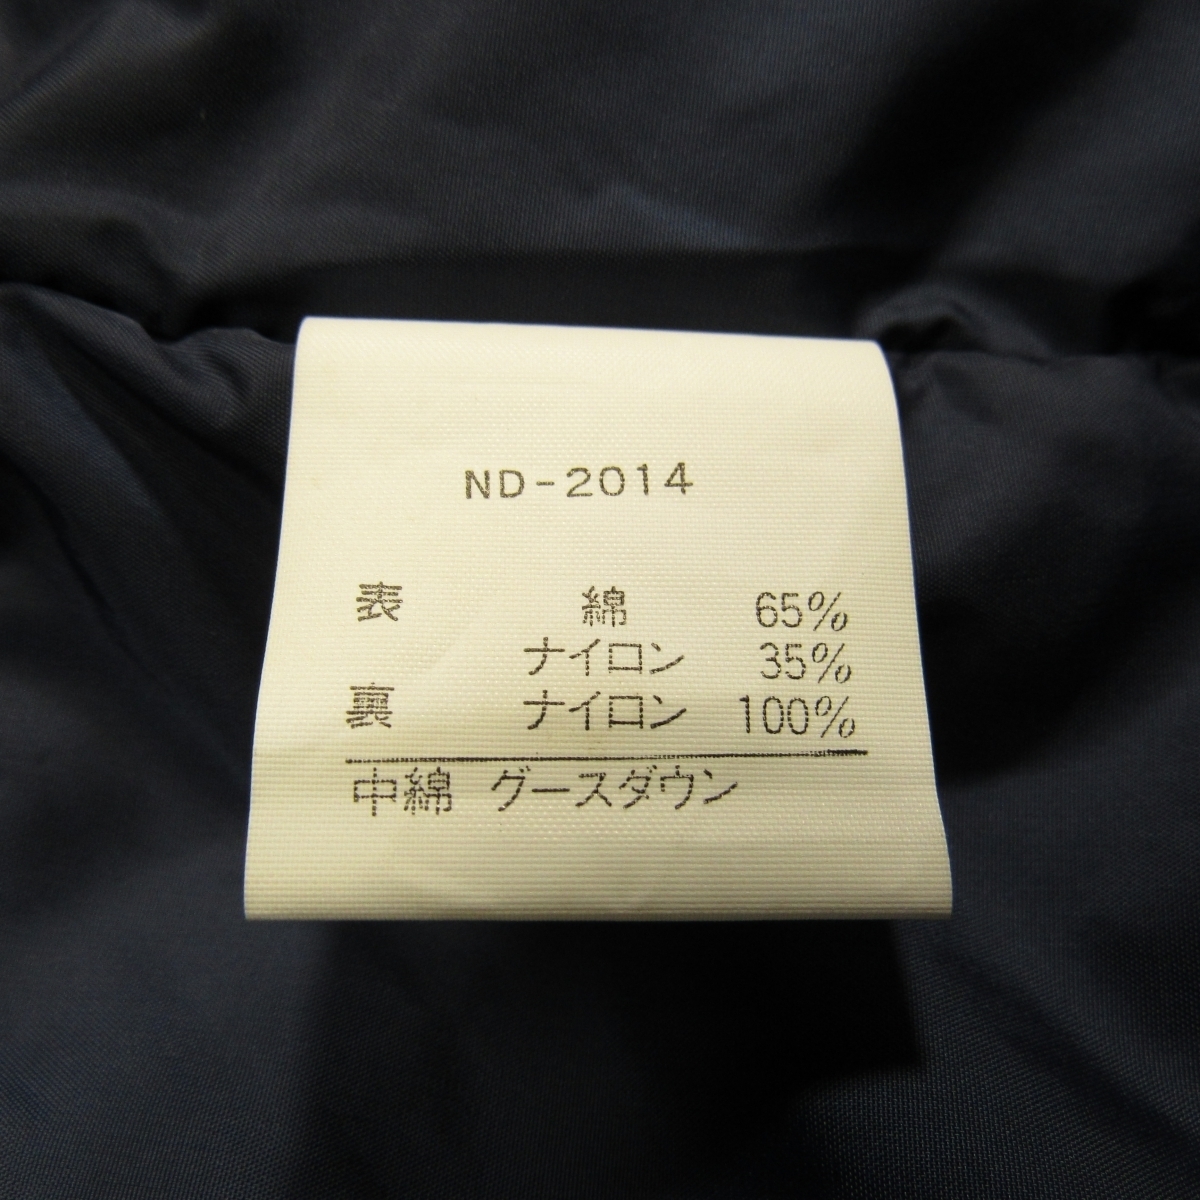 ND-2014
表 綿 65%
ナイロン 35%
裏 ナイロン 100%
中綿 グースダウン